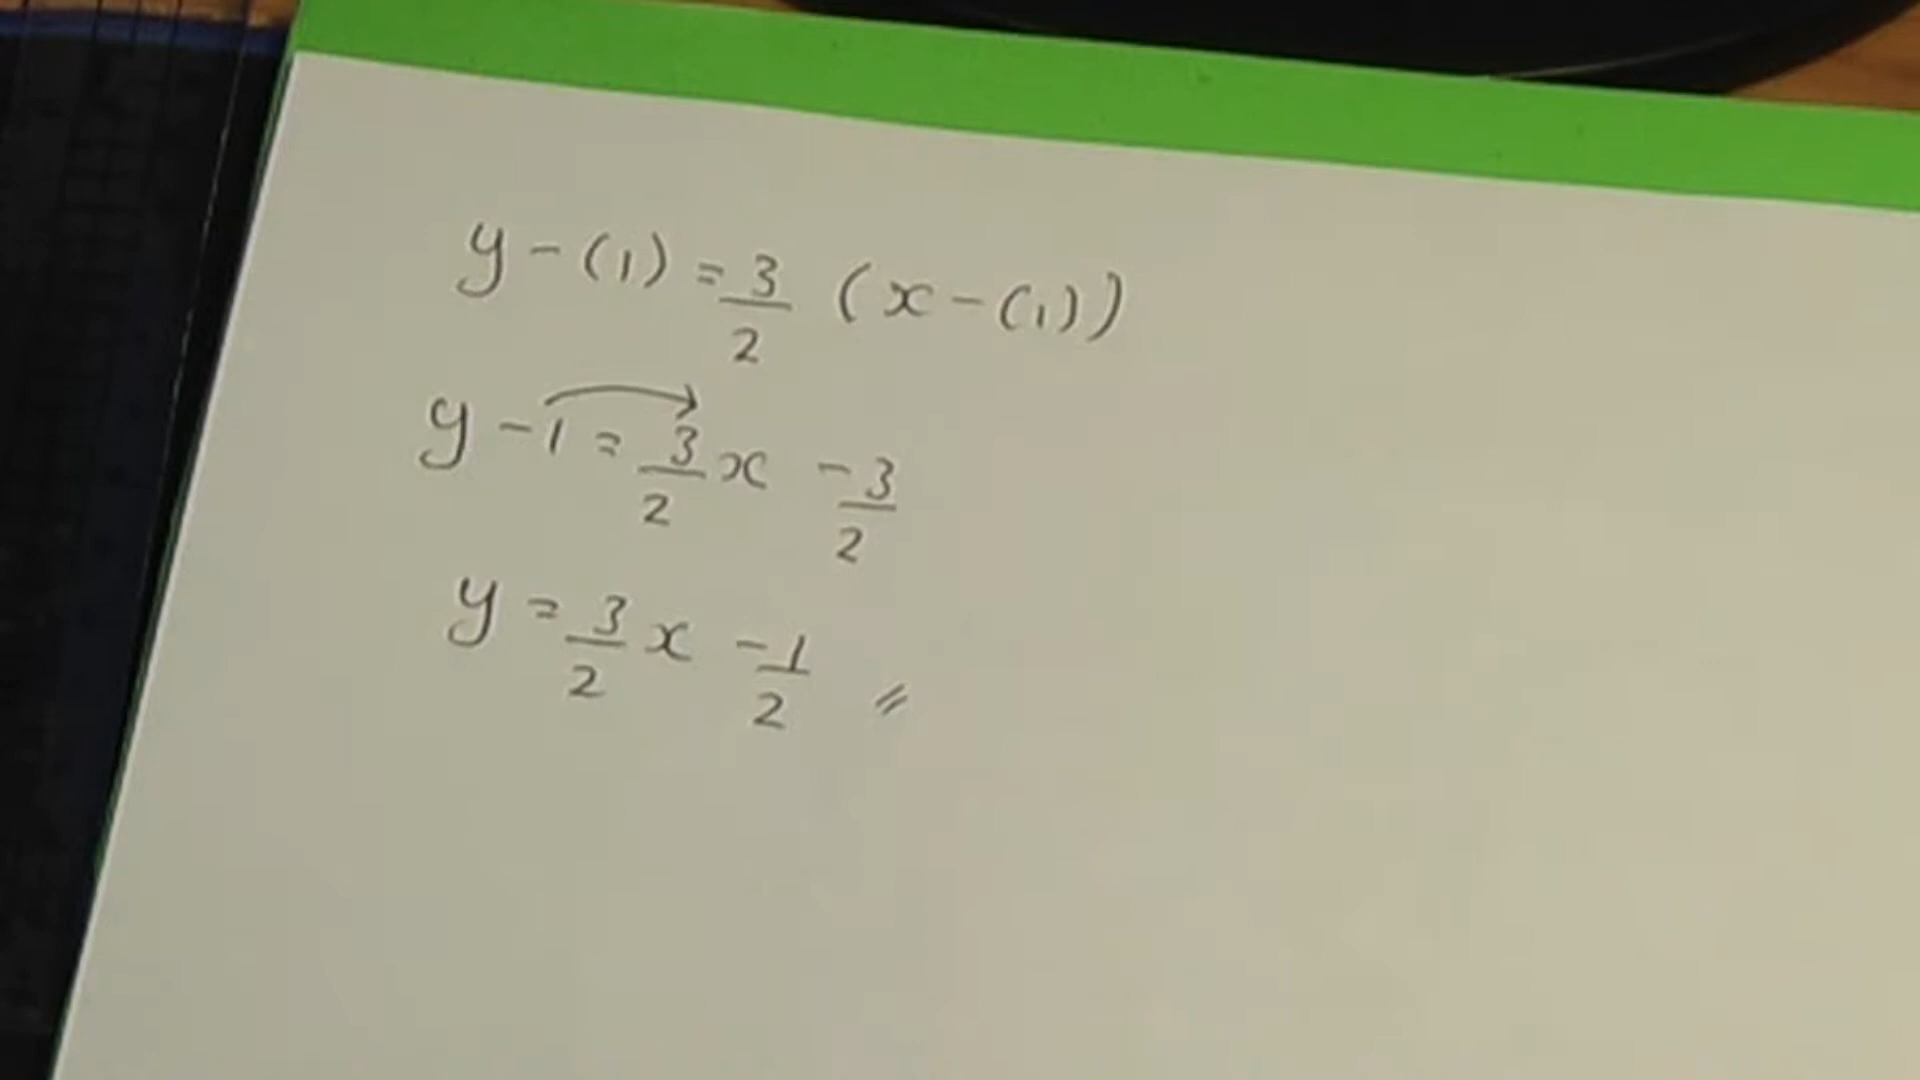 y - (1) = 3/2 (x - (1))
y - 1 = 3/2 x - 3/2
y = 3/2 x - 1/2 //